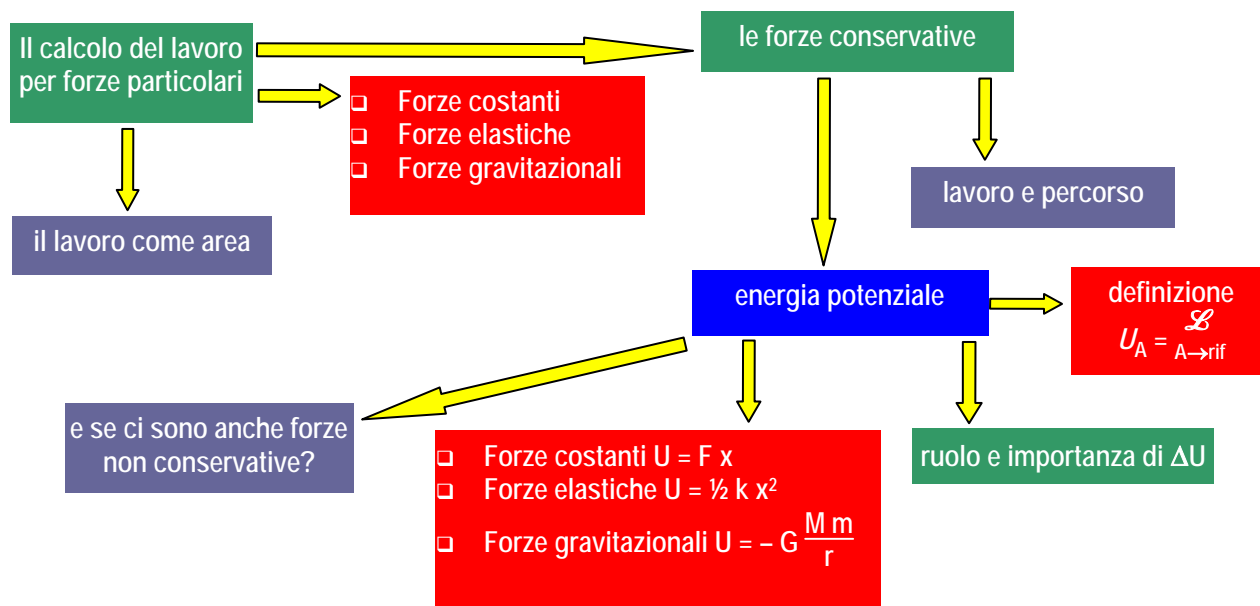 Il calcolo del lavoro
per forze particolari
le forze conservative
❑ Forze costanti
❑ Forze elastiche
❑ Forze gravitazionali
lavoro e percorso
il lavoro come area
energia potenziale
definizione
U_A = ℒ A→rif
e se ci sono anche forze
non conservative?
❑ Forze costanti U = F x
❑ Forze elastiche U = ½ k x²
❑ Forze gravitazionali U = – G M m / r
ruolo e importanza di ΔU